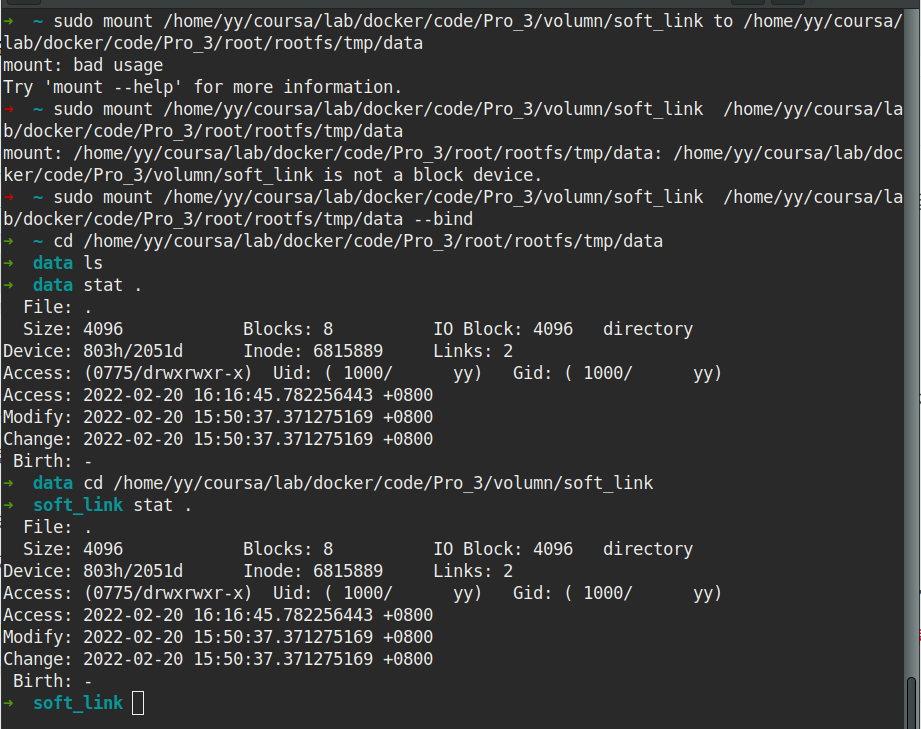 →  ~ sudo mount /home/yy/coursa/lab/docker/code/Pro_3/volumn/soft_link to /home/yy/coursa/
lab/docker/code/Pro_3/root/rootfs/tmp/data
mount: bad usage
Try 'mount --help' for more information.
→  ~ sudo mount /home/yy/coursa/lab/docker/code/Pro_3/volumn/soft_link  /home/yy/coursa/la
b/docker/code/Pro_3/root/rootfs/tmp/data
mount: /home/yy/coursa/lab/docker/code/Pro_3/root/rootfs/tmp/data: /home/yy/coursa/lab/doc
ker/code/Pro_3/volumn/soft_link is not a block device.
→  ~ sudo mount /home/yy/coursa/lab/docker/code/Pro_3/volumn/soft_link  /home/yy/coursa/la
b/docker/code/Pro_3/root/rootfs/tmp/data --bind
→  ~ cd /home/yy/coursa/lab/docker/code/Pro_3/root/rootfs/tmp/data
→  data ls
→  data stat .
  File: .
  Size: 4096            Blocks: 8          IO Block: 4096   directory
Device: 803h/2051d      Inode: 6815889     Links: 2
Access: (0775/drwxrwxr-x)  Uid: ( 1000/      yy)   Gid: ( 1000/      yy)
Access: 2022-02-20 16:16:45.782256443 +0800
Modify: 2022-02-20 15:50:37.371275169 +0800
Change: 2022-02-20 15:50:37.371275169 +0800
 Birth: -
→  data cd /home/yy/coursa/lab/docker/code/Pro_3/volumn/soft_link
→  soft_link stat .
  File: .
  Size: 4096            Blocks: 8          IO Block: 4096   directory
Device: 803h/2051d      Inode: 6815889     Links: 2
Access: (0775/drwxrwxr-x)  Uid: ( 1000/      yy)   Gid: ( 1000/      yy)
Access: 2022-02-20 16:16:45.782256443 +0800
Modify: 2022-02-20 15:50:37.371275169 +0800
Change: 2022-02-20 15:50:37.371275169 +0800
 Birth: -
→  soft_link